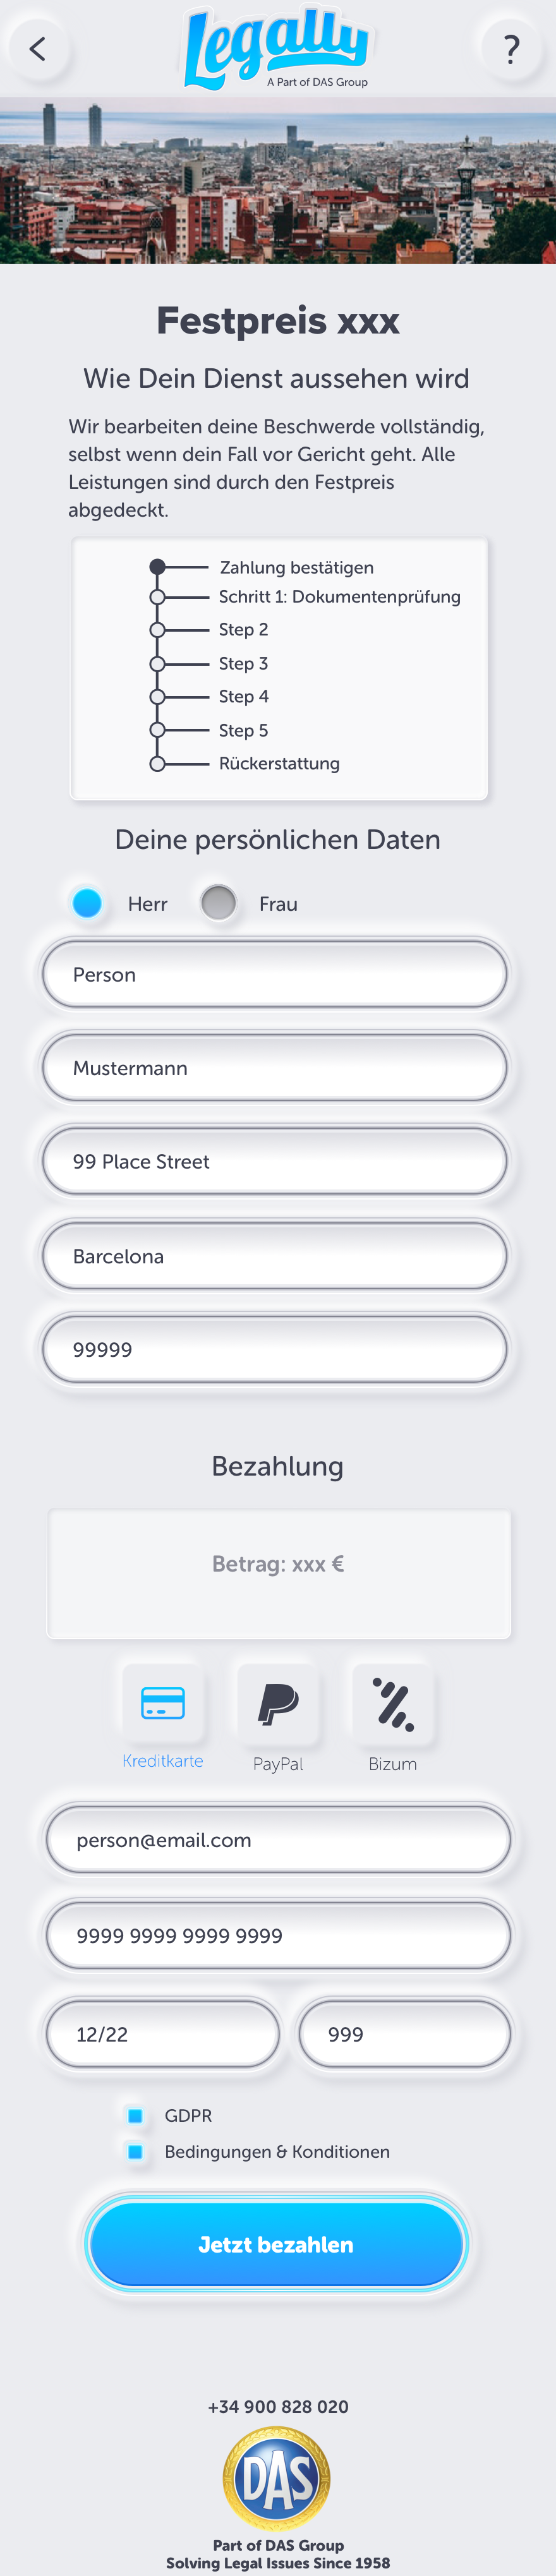 Legally
A Part of DAS Group
?
Festpreis xxx
Wie Dein Dienst aussehen wird
Wir bearbeiten deine Beschwerde vollständig,
selbst wenn dein Fall vor Gericht geht. Alle
Leistungen sind durch den Festpreis
abgedeckt.
Zahlung bestätigen
Schritt 1: Dokumentenprüfung
Step 2
Step 3
Step 4
Step 5
Rückerstattung
Deine persönlichen Daten
Herr Frau
Person
Mustermann
99 Place Street
Barcelona
99999
Bezahlung
Betrag: xxx €
Kreditkarte PayPal Bizum
person@email.com
9999 9999 9999 9999
12/22 999
GDPR
Bedingungen & Konditionen
Jetzt bezahlen
+34 900 828 020
DAS
Part of DAS Group
Solving Legal Issues Since 1958